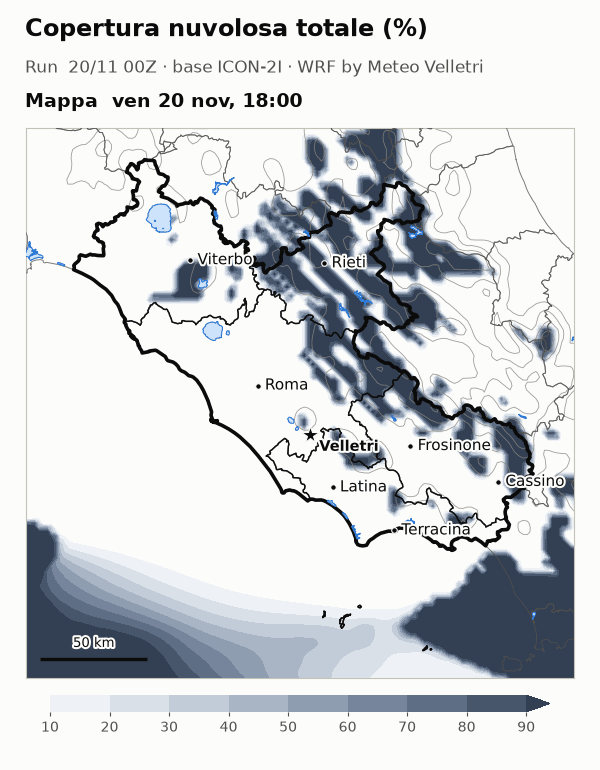 Copertura nuvolosa totale (%)
Run  20/11 00Z · base ICON-2I · WRF by Meteo Velletri
Mappa  ven 20 nov, 18:00
Viterbo
Rieti
Roma
Velletri
Frosinone
Cassino
Latina
Terracina
50 km
10 20 30 40 50 60 70 80 90